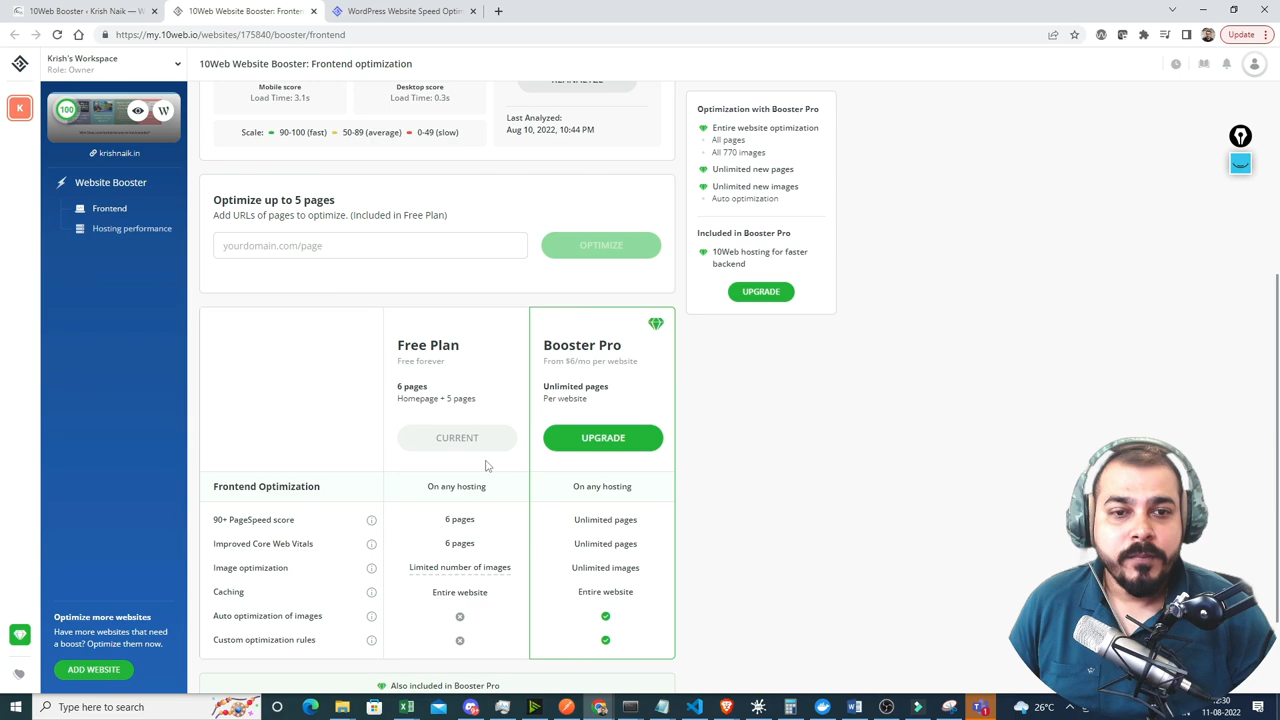 10Web Booster ‹ Krish Naik — W
10Web Website Booster: Fronten
WordPress Website Speed Optim
https://my.10web.io/websites/175840/booster/frontend
Update
Krish's Workspace
Role: Owner
10Web Website Booster: Frontend optimization
K
100
krishnaik.in
Website Booster
Frontend
Hosting performance
Optimize more websites
Have more websites that need
a boost? Optimize them now.
ADD WEBSITE
Mobile score
Load Time: 3.1s
Desktop score
Load Time: 0.3s
REANALYZE
Last Analyzed:
Aug 10, 2022, 10:44 PM
Scale: 90-100 (fast) 50-89 (average) 0-49 (slow)
Optimize up to 5 pages
Add URLs of pages to optimize. (Included in Free Plan)
yourdomain.com/page
OPTIMIZE
Free Plan
Free forever
6 pages
Homepage + 5 pages
CURRENT
Booster Pro
From $6/mo per website
Unlimited pages
Per website
UPGRADE
Frontend Optimization On any hosting On any hosting
90+ PageSpeed score 6 pages Unlimited pages
Improved Core Web Vitals 6 pages Unlimited pages
Image optimization Limited number of images Unlimited images
Caching Entire website Entire website
Auto optimization of images
Custom optimization rules
Also included in Booster Pro
Optimization with Booster Pro
Entire website optimization
All pages
All 770 images
Unlimited new pages
Unlimited new images
Auto optimization
Included in Booster Pro
10Web hosting for faster
backend
UPGRADE
Type here to search
26°C
11-08-2022